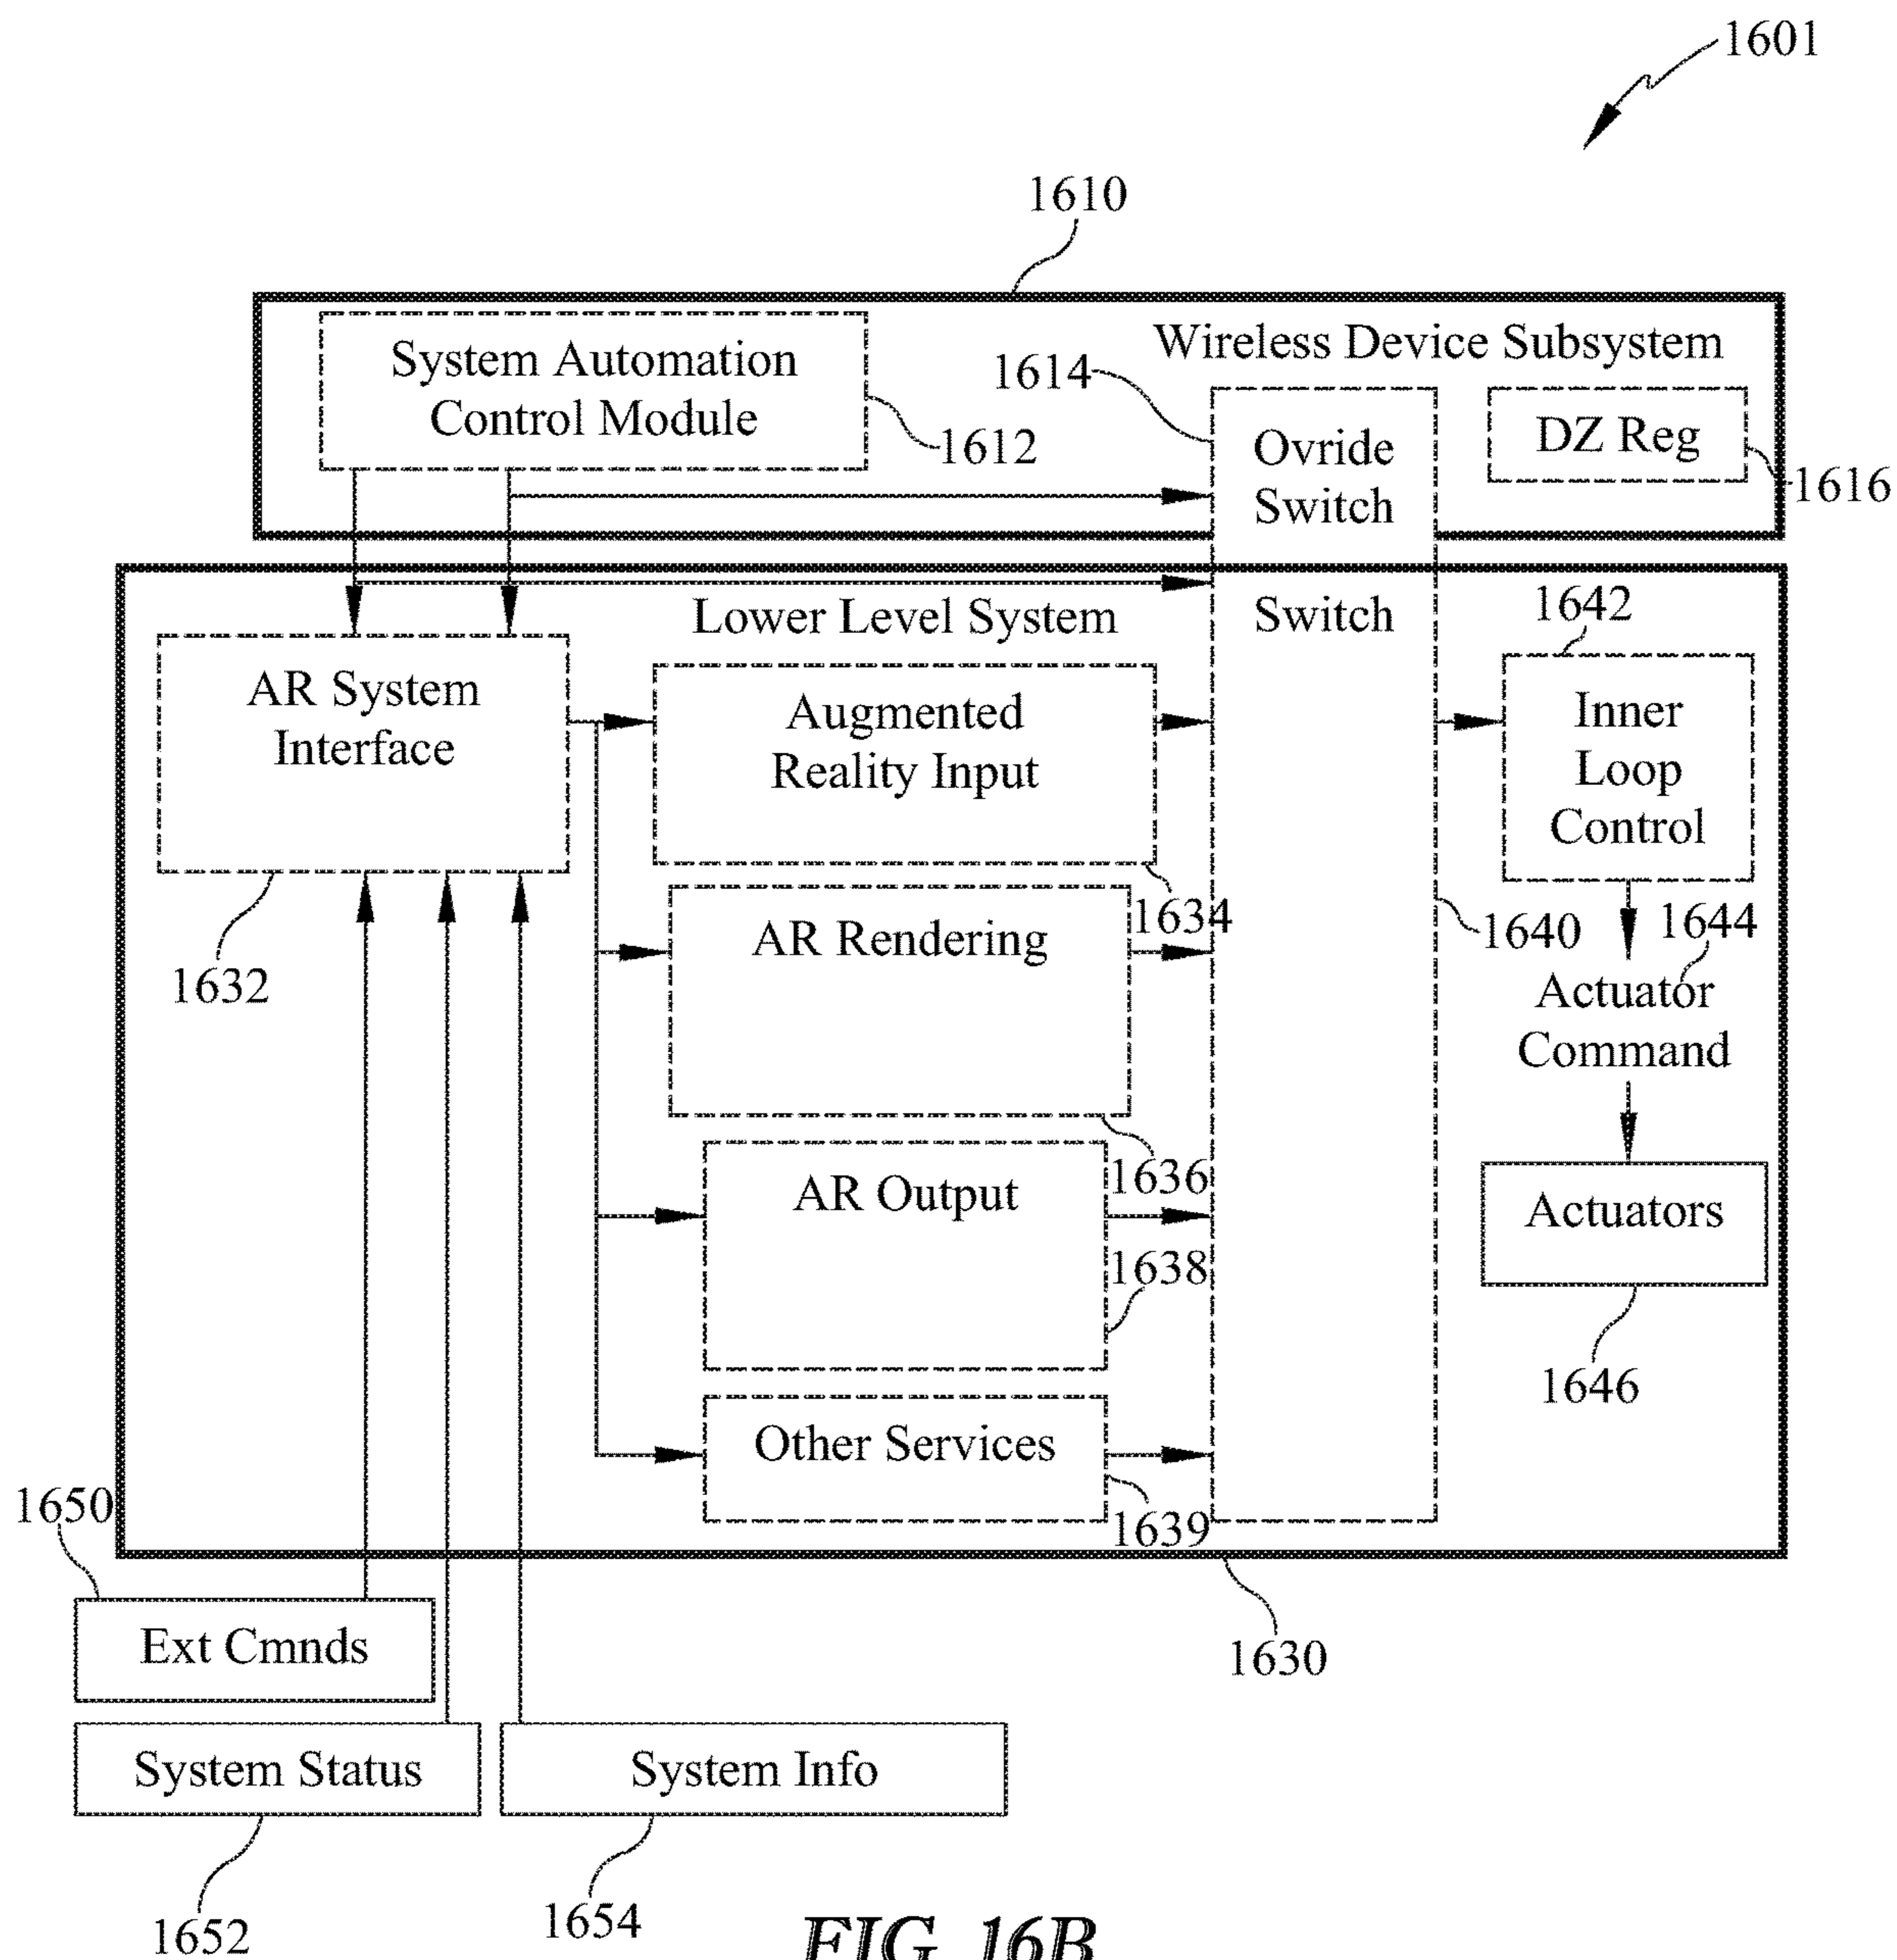 1601
1610
System Automation
Control Module
1612
Wireless Device Subsystem
1614
Ovride
Switch
DZ Reg
1616
Lower Level System
Switch
1642
AR System
Interface
1632
Augmented
Reality Input
1634
Inner
Loop
Control
AR Rendering
1636
1640
1644
Actuator
Command
AR Output
1638
Actuators
1646
Other Services
1639
1650
1630
Ext Cmnds
System Status
System Info
1652
1654
FIG. 16B